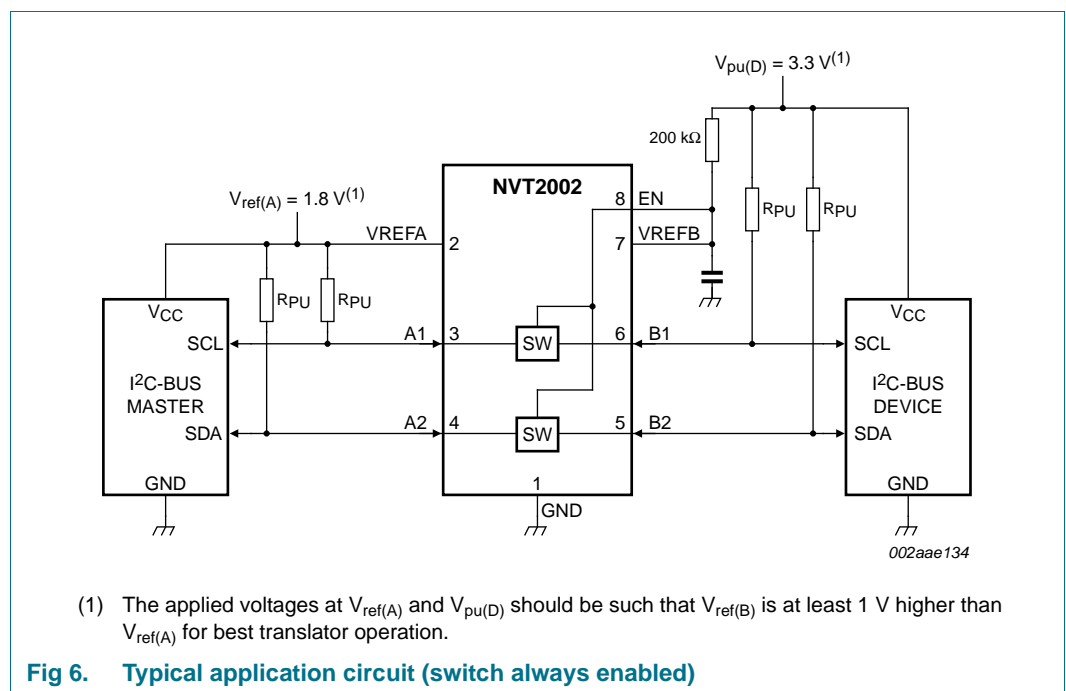 Vpu(D) = 3.3 V(1)
200 kΩ
NVT2002
Vref(A) = 1.8 V(1)
8 EN
RPU RPU
VREFA 2
7 VREFB
RPU RPU
VCC
VCC
SCL
A1 3
SW
6 B1
SCL
I2C-BUS
MASTER
I2C-BUS
DEVICE
SDA
A2 4
SW
5 B2
SDA
GND
1
GND
GND
002aae134
(1) The applied voltages at Vref(A) and Vpu(D) should be such that Vref(B) is at least 1 V higher than
Vref(A) for best translator operation.
Fig 6. Typical application circuit (switch always enabled)